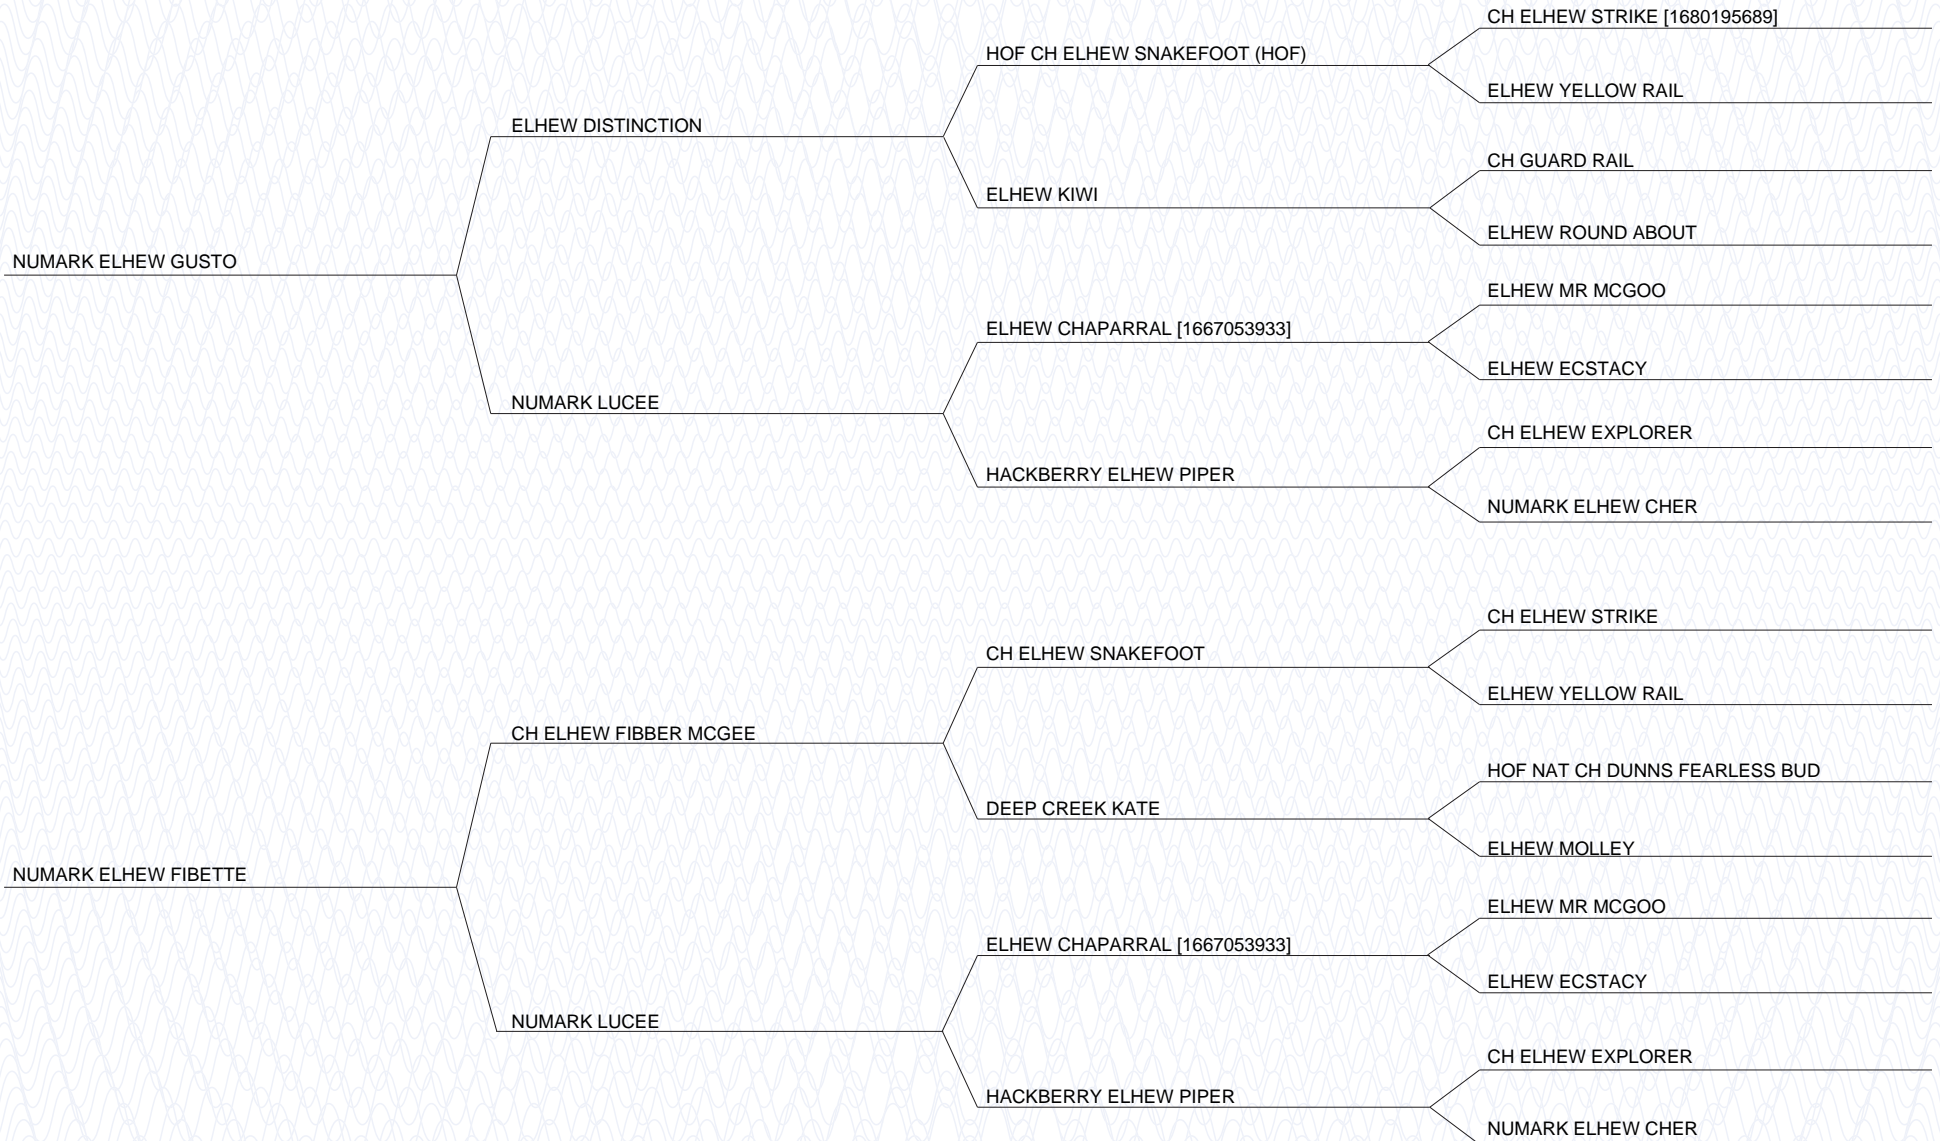 CH ELHEW STRIKE [1680195689]
HOF CH ELHEW SNAKEFOOT (HOF)
ELHEW YELLOW RAIL
ELHEW DISTINCTION
CH GUARD RAIL
ELHEW KIWI
ELHEW ROUND ABOUT
NUMARK ELHEW GUSTO
ELHEW MR MCGOO
ELHEW CHAPARRAL [1667053933]
ELHEW ECSTACY
NUMARK LUCEE
CH ELHEW EXPLORER
HACKBERRY ELHEW PIPER
NUMARK ELHEW CHER
CH ELHEW STRIKE
CH ELHEW SNAKEFOOT
ELHEW YELLOW RAIL
CH ELHEW FIBBER MCGEE
HOF NAT CH DUNNS FEARLESS BUD
DEEP CREEK KATE
ELHEW MOLLEY
NUMARK ELHEW FIBETTE
ELHEW MR MCGOO
ELHEW CHAPARRAL [1667053933]
ELHEW ECSTACY
NUMARK LUCEE
CH ELHEW EXPLORER
HACKBERRY ELHEW PIPER
NUMARK ELHEW CHER